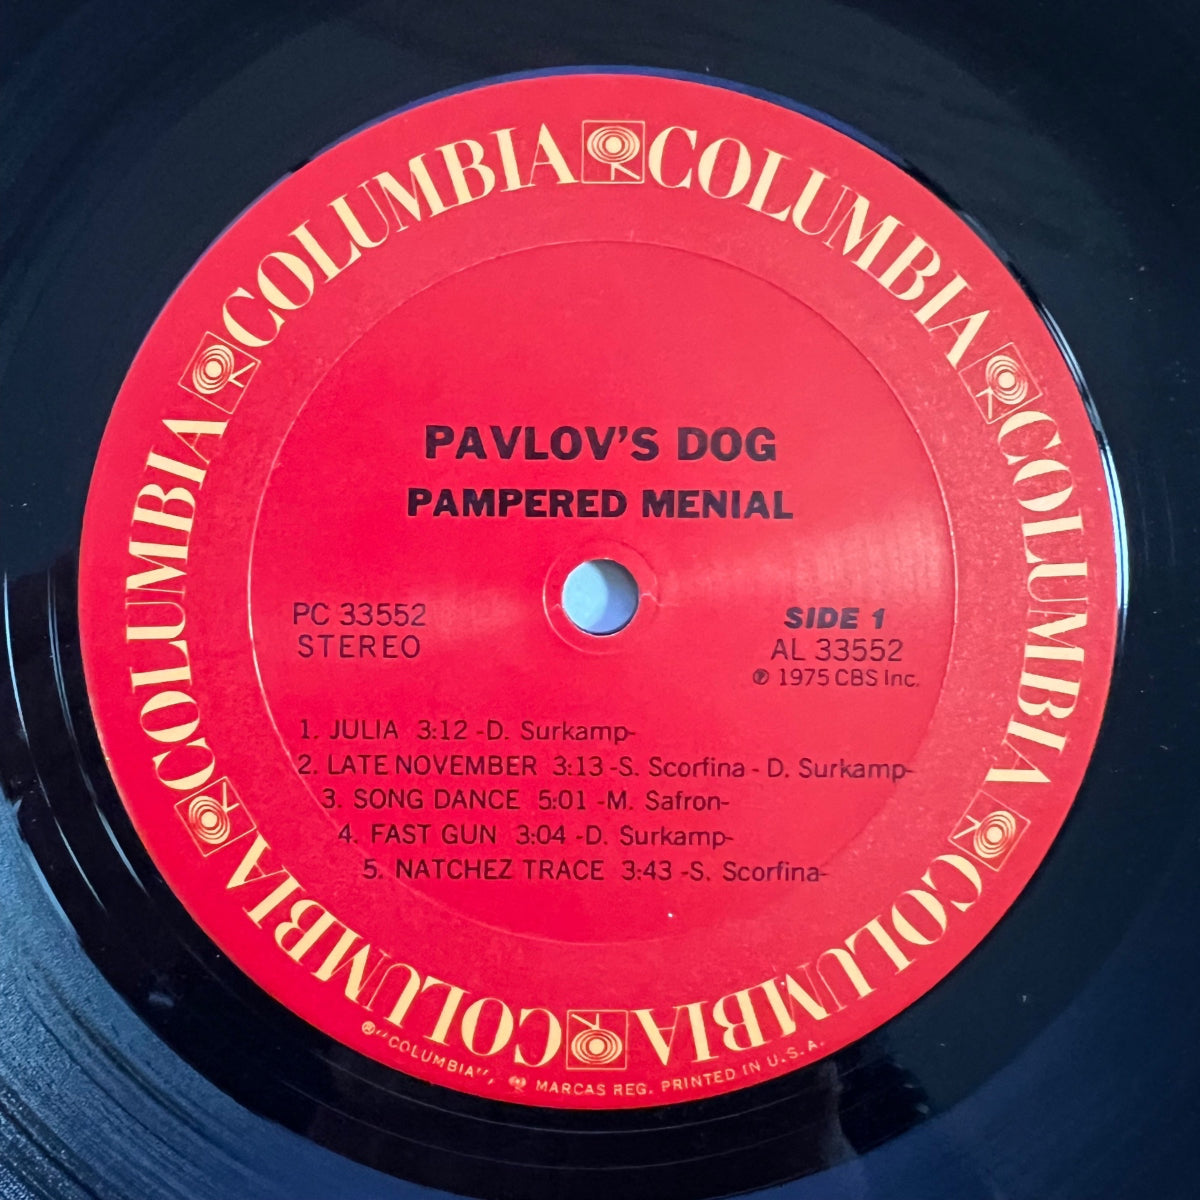 COLUMBIA COLUMBIA COLUMBIA COLUMBIA COLUMBIA COLUMBIA
PAVLOV'S DOG
PAMPERED MENIAL
PC 33552
STEREO
SIDE 1
AL 33552
℗ 1975 CBS Inc.
1. JULIA 3:12 -D. Surkamp-
2. LATE NOVEMBER 3:13 -S. Scorfina - D. Surkamp-
3. SONG DANCE 5:01 -M. Safron-
4. FAST GUN 3:04 -D. Surkamp-
5. NATCHEZ TRACE 3:43 -S. Scorfina-
® "COLUMBIA", MARCAS REG. PRINTED IN U.S.A.